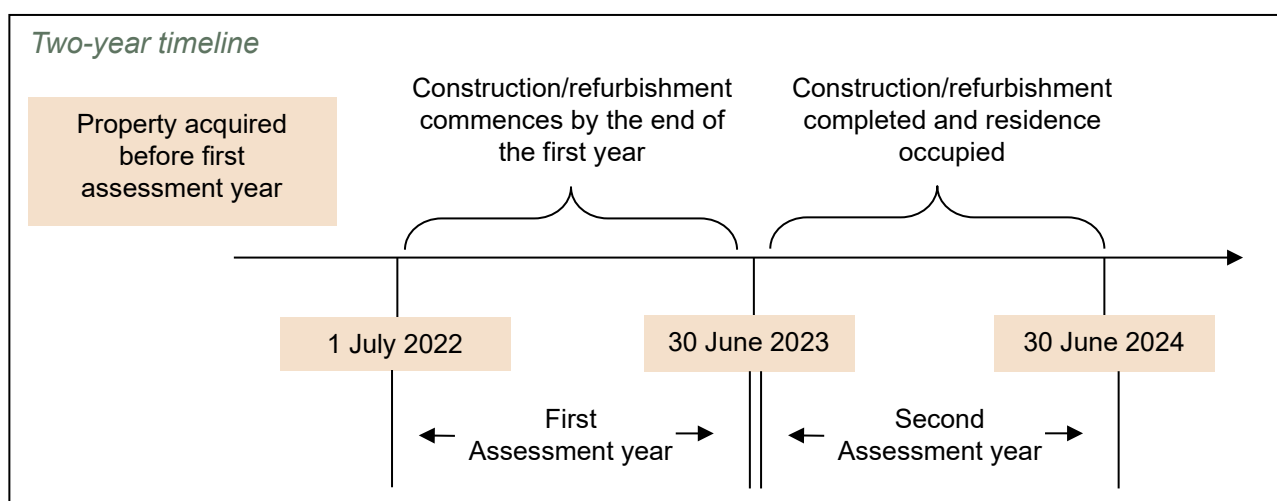 Two-year timeline
Property acquired
before first
assessment year
Construction/refurbishment
commences by the end of
the first year
Construction/refurbishment
completed and residence
occupied
1 July 2022
30 June 2023
30 June 2024
First
Assessment year
Second
Assessment year